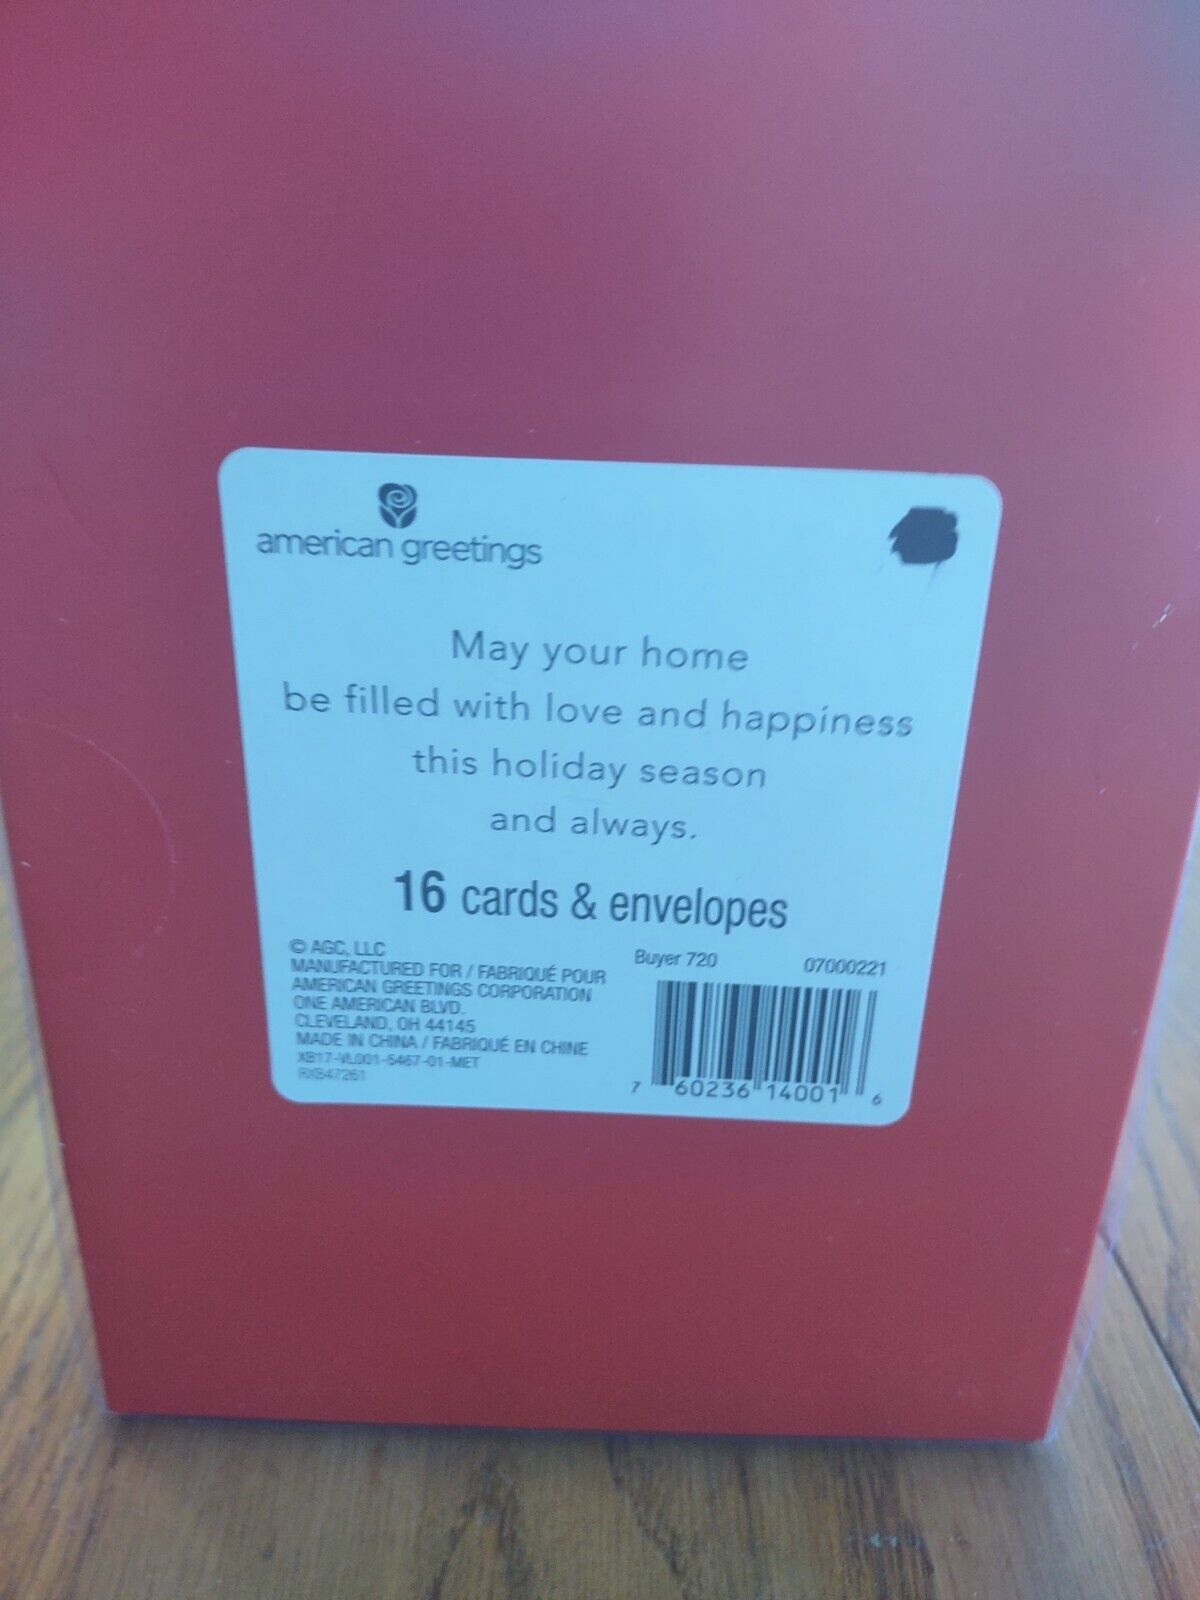 american greetings
May your home
be filled with love and happiness
this holiday season
and always.
16 cards & envelopes
© AGC, LLC
MANUFACTURED FOR / FABRIQUÉ POUR
AMERICAN GREETINGS CORPORATION
ONE AMERICAN BLVD.
CLEVELAND, OH 44145
MADE IN CHINA / FABRIQUÉ EN CHINE
XB17-VL001-5467-01-MET
RXB47261
Buyer 720 07000221
7 60236 14001 6